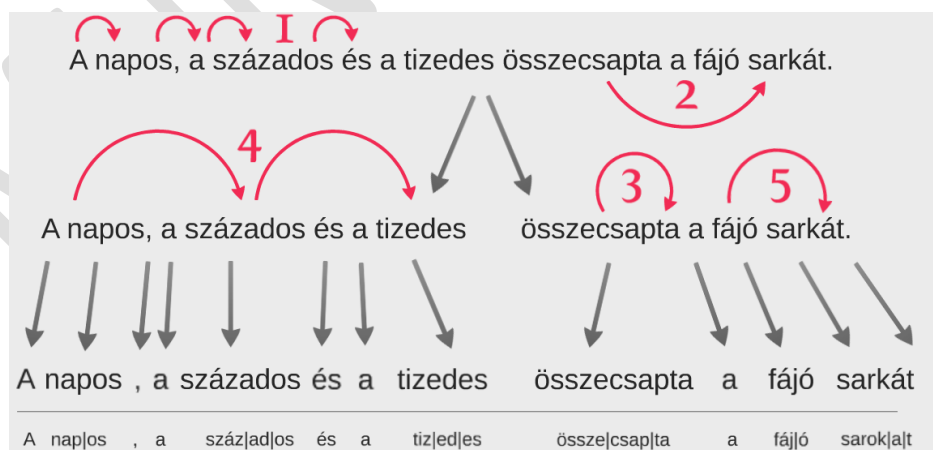 1
A napos, a százados és a tizedes összecsapta a fájó sarkát.
2
4 3 5
A napos, a százados és a tizedes összecsapta a fájó sarkát.
A napos , a százados és a tizedes összecsapta a fájó sarkát
A nap|os , a száz|ad|os és a tiz|ed|es össze|csap|ta a fáj|ó sarok|a|t